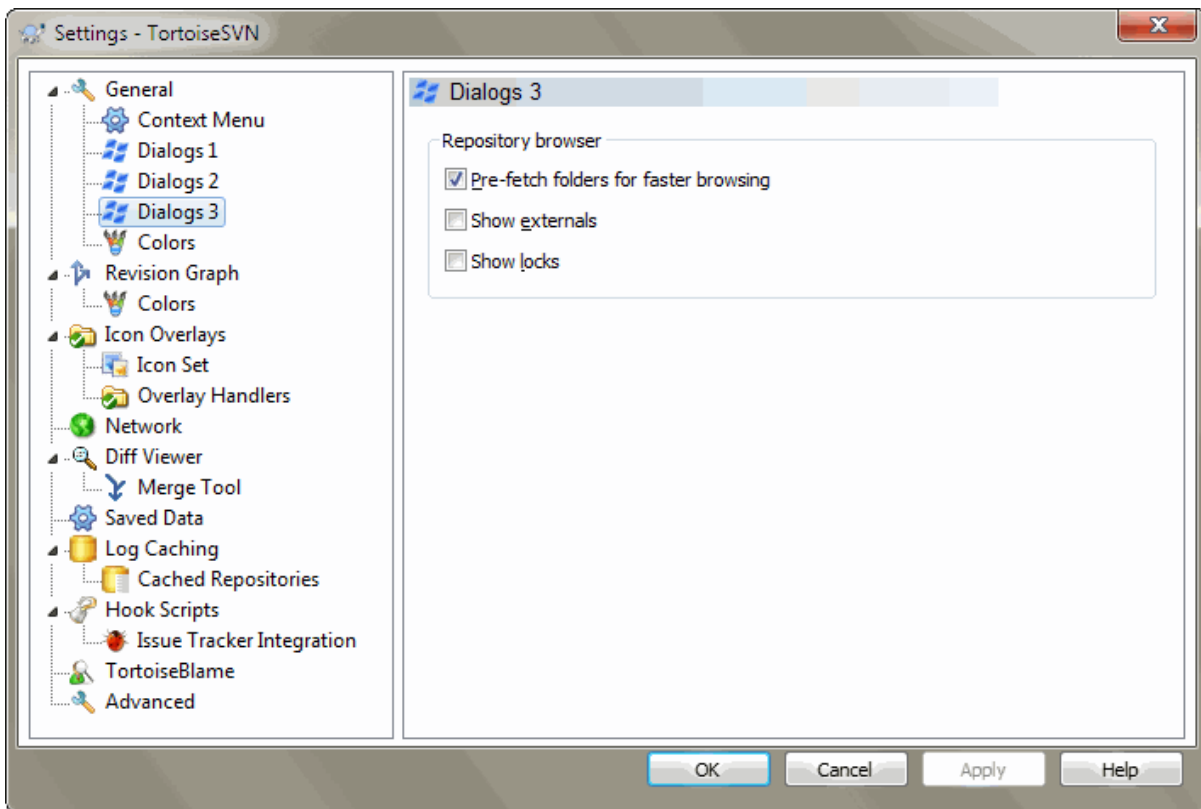 Settings - TortoiseSVN
General
Context Menu
Dialogs 1
Dialogs 2
Dialogs 3
Colors
Revision Graph
Colors
Icon Overlays
Icon Set
Overlay Handlers
Network
Diff Viewer
Merge Tool
Saved Data
Log Caching
Cached Repositories
Hook Scripts
Issue Tracker Integration
TortoiseBlame
Advanced
Dialogs 3
Repository browser
Pre-fetch folders for faster browsing
Show externals
Show locks
OK
Cancel
Apply
Help